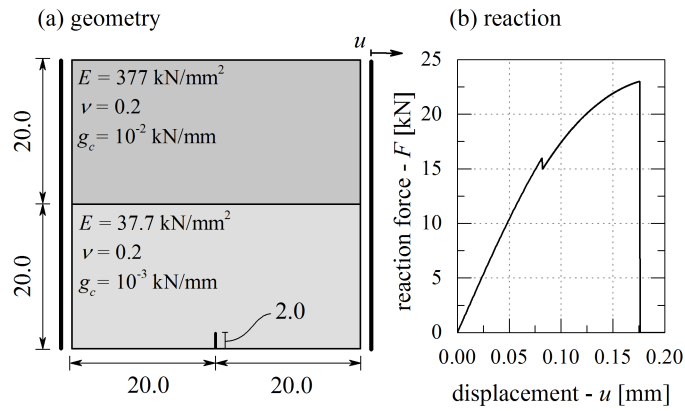 (a) geometry
u
E = 377 kN/mm²
ν = 0.2
g_c = 10⁻² kN/mm
20.0
E = 37.7 kN/mm²
ν = 0.2
g_c = 10⁻³ kN/mm
20.0
2.0
20.0 20.0
(b) reaction
reaction force - F [kN]
25
20
15
10
5
0
0.00 0.05 0.10 0.15 0.20
displacement - u [mm]